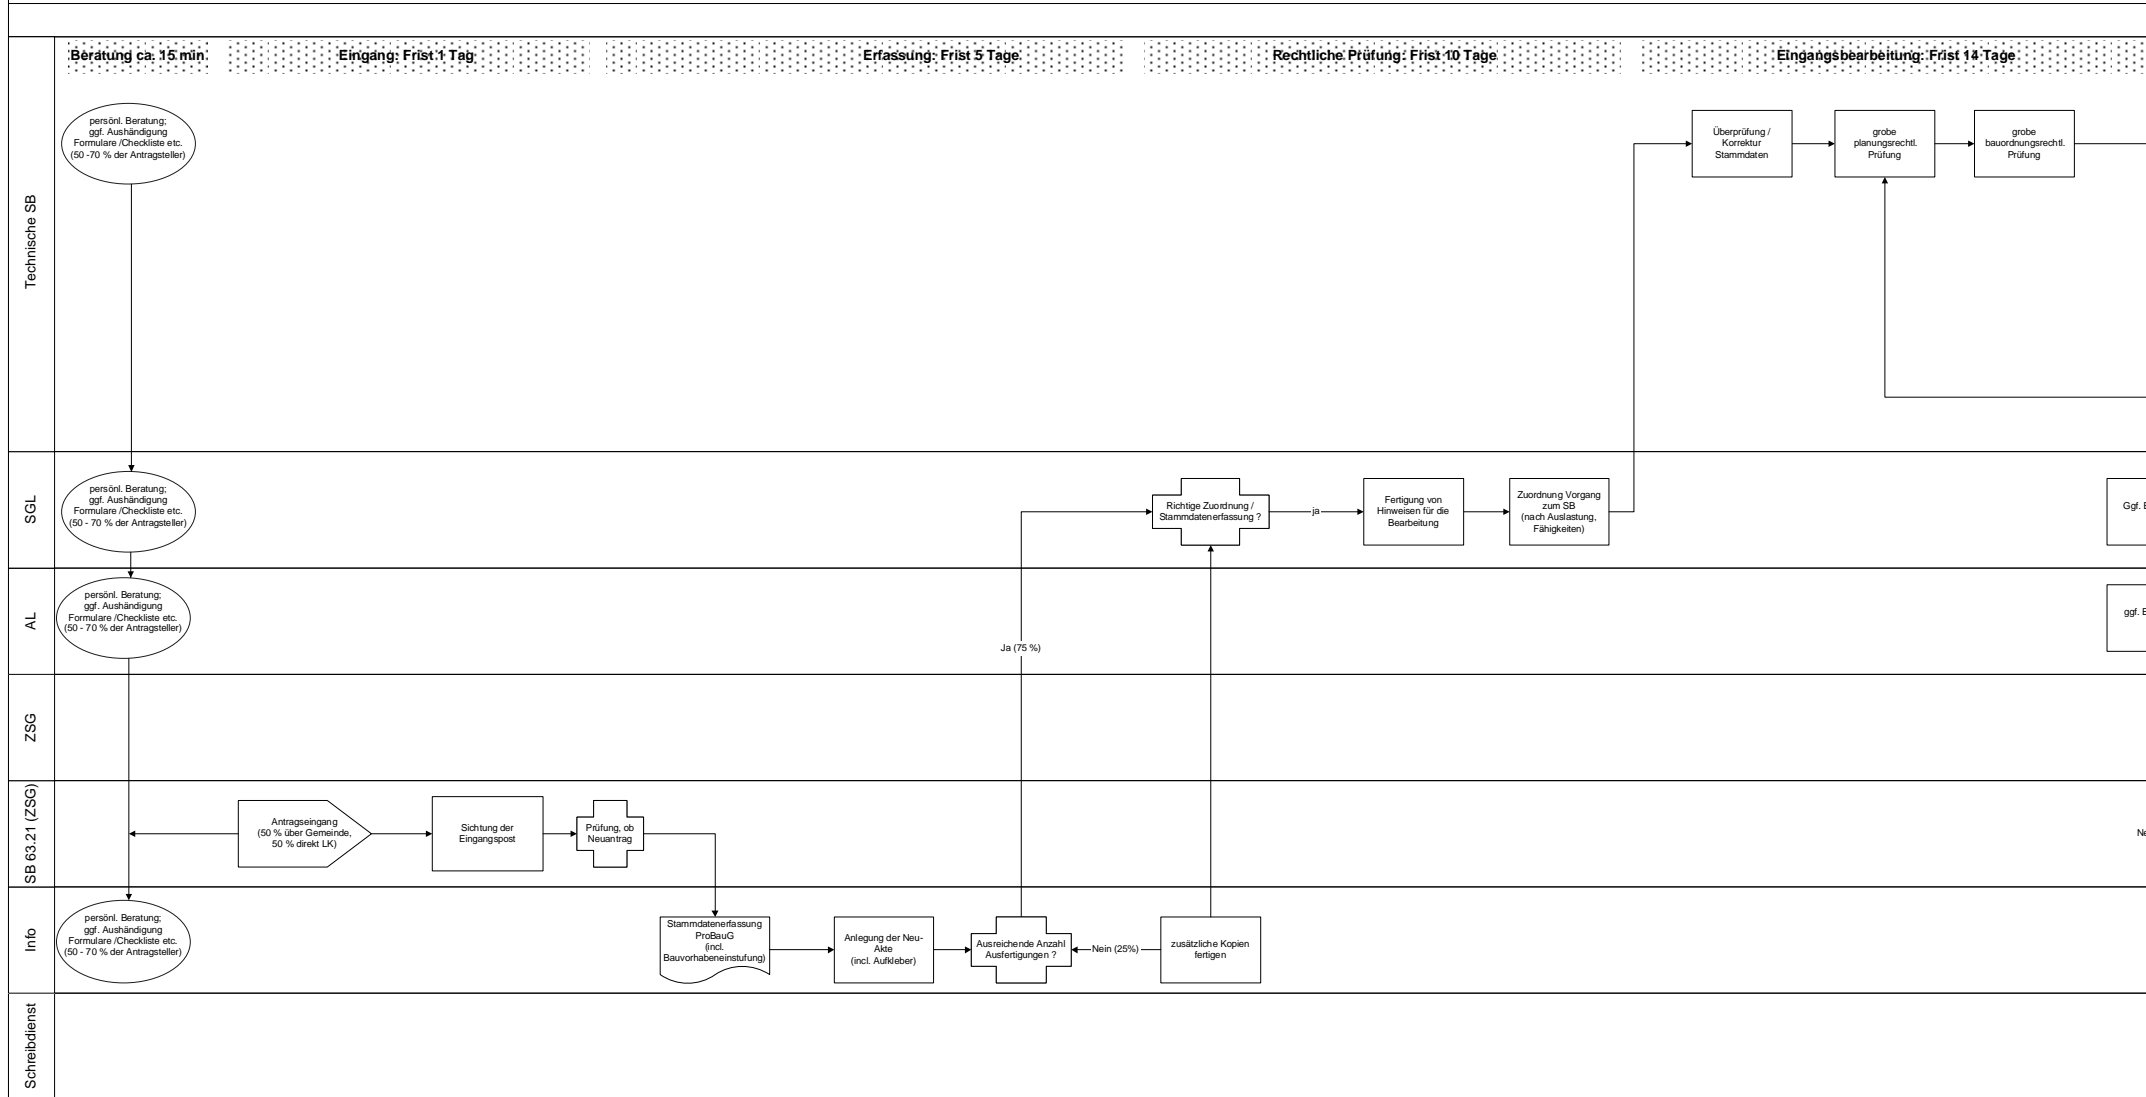 Beratung ca. 15 min
Eingang: Frist 1 Tag
Erfassung: Frist 5 Tage
Rechtliche Prüfung: Frist 10 Tage
Eingangsbearbeitung: Frist 14 Tage
Technische SB
persönl. Beratung;
ggf. Aushändigung
Formulare /Checkliste etc.
(50 -70 % der Antragsteller)
Überprüfung /
Korrektur
Stammdaten
grobe
planungsrechtl.
Prüfung
grobe
bauordnungsrechtl.
Prüfung
SGL
persönl. Beratung;
ggf. Aushändigung
Formulare /Checkliste etc.
(50 - 70 % der Antragsteller)
Richtige Zuordnung /
Stammdatenerfassung ?
ja
Fertigung von
Hinweisen für die
Bearbeitung
Zuordnung Vorgang
zum SB
(nach Auslastung,
Fähigkeiten)
Ggf.
AL
persönl. Beratung;
ggf. Aushändigung
Formulare /Checkliste etc.
(50 - 70 % der Antragsteller)
Ja (75 %)
ggf.
ZSG
SB 63.21 (ZSG)
Antragseingang
(50 % über Gemeinde,
50 % direkt LK)
Sichtung der
Eingangspost
Prüfung, ob
Neuantrag
Info
persönl. Beratung;
ggf. Aushändigung
Formulare /Checkliste etc.
(50 - 70 % der Antragsteller)
Stammdatenerfassung
ProBauG
(incl.
Bauvorhabeneinstufung)
Anlegung der Neu-
Akte
(incl. Aufkleber)
Ausreichende Anzahl
Ausfertigungen ?
Nein (25%)
zusätzliche Kopien
fertigen
Schreibdienst